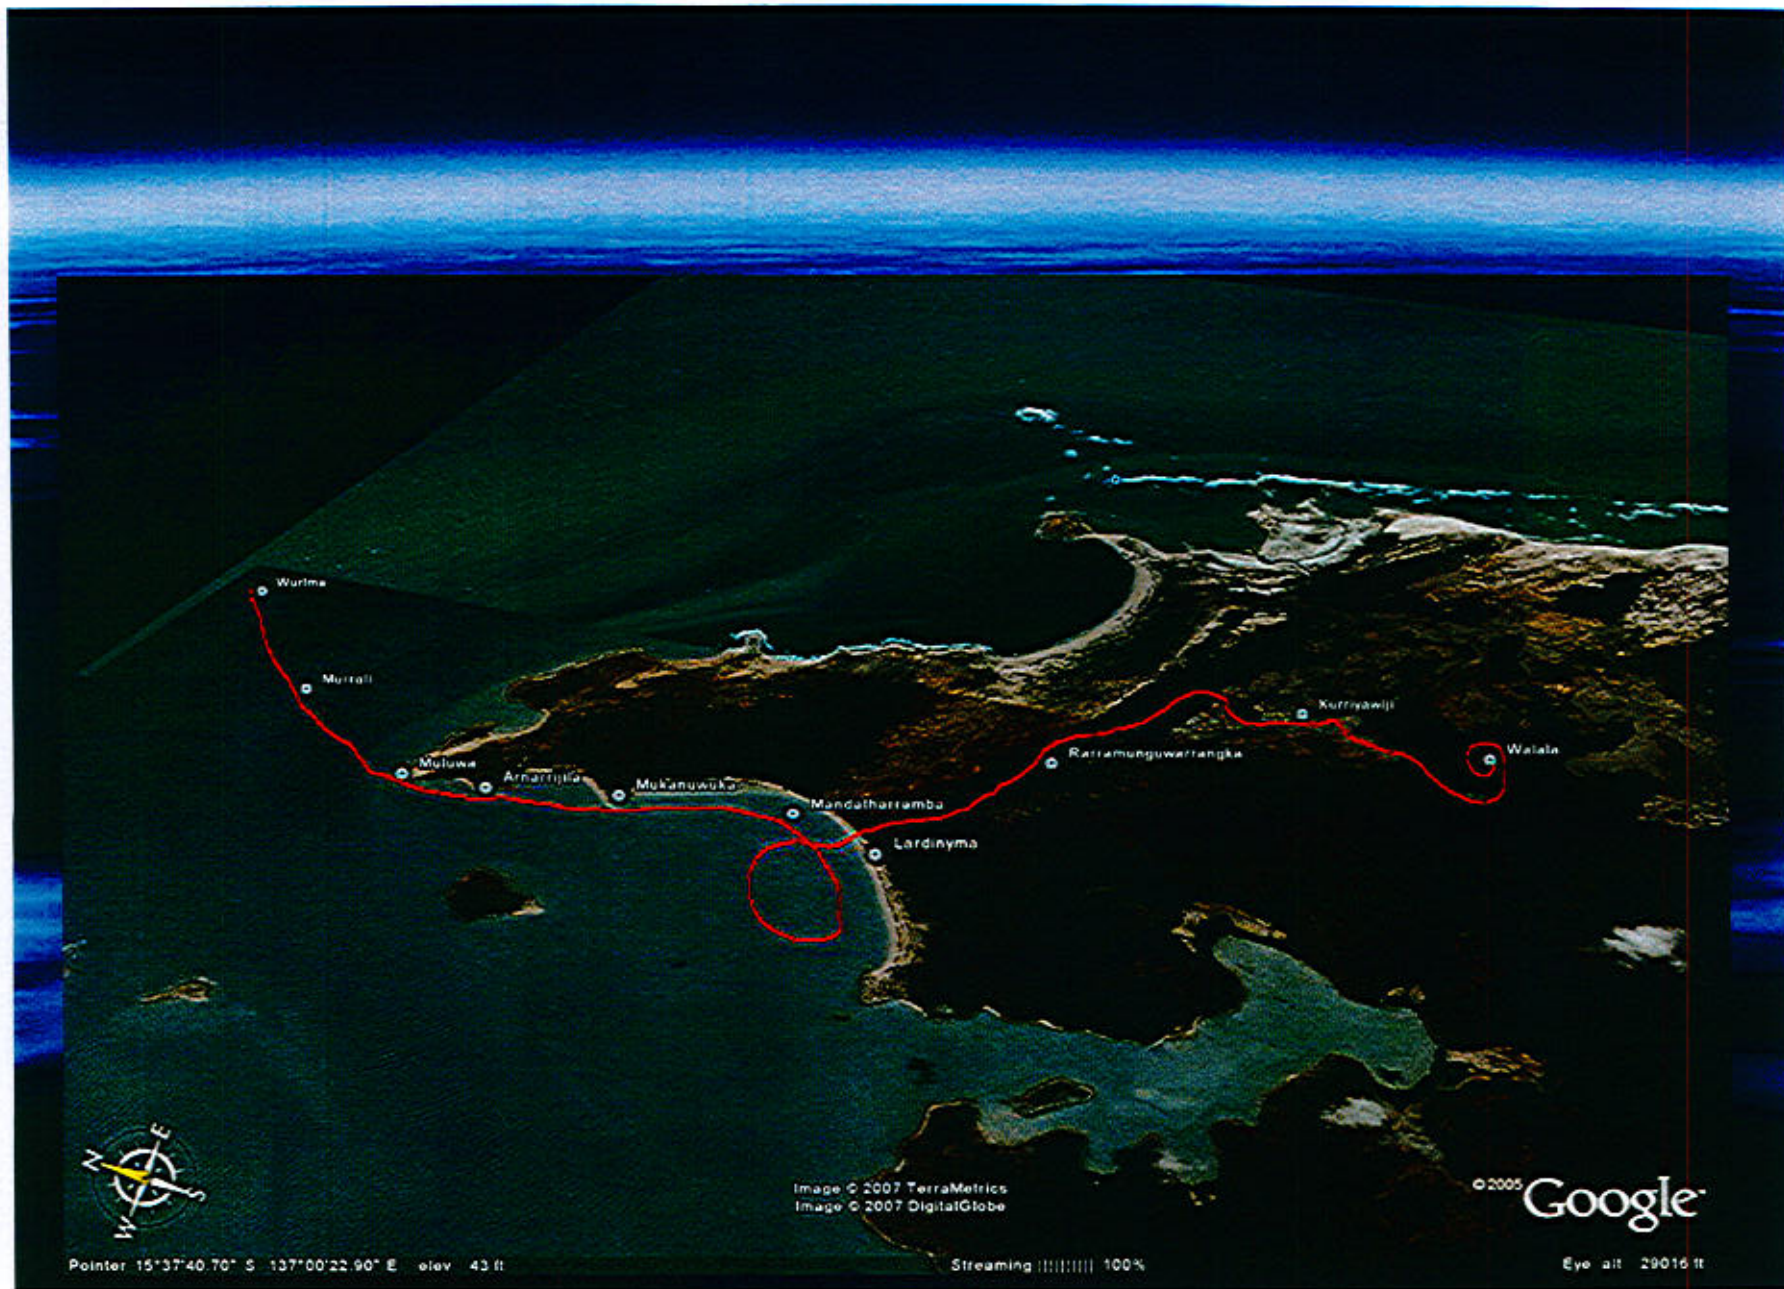 Wurlma
Murrali
Kurriyawiji
Walala
Rarramunguwarrangka
Muluwa
Arnarrijila
Mukanuwuka
Mandatharramba
Lardinyma
N
E
S
W
Image © 2007 TerraMetrics
Image © 2007 DigitalGlobe
©2005 Google
Pointer 15°37'40.70" S 137°00'22.90" E elev 43 ft
Streaming |||||||||| 100%
Eye alt 29016 ft